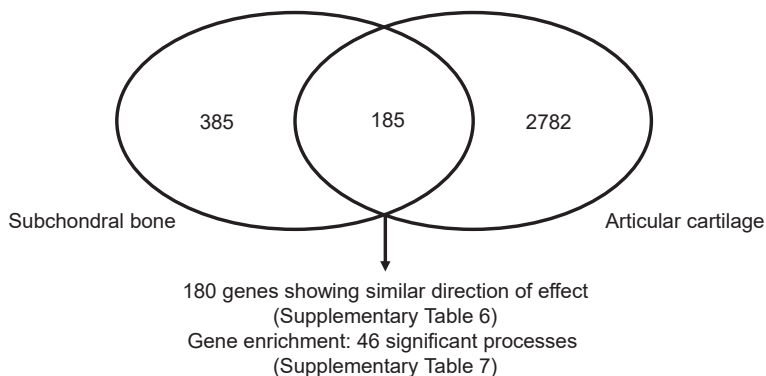 385
185
2782
Subchondral bone
Articular cartilage
180 genes showing similar direction of effect
(Supplementary Table 6)
Gene enrichment: 46 significant processes
(Supplementary Table 7)